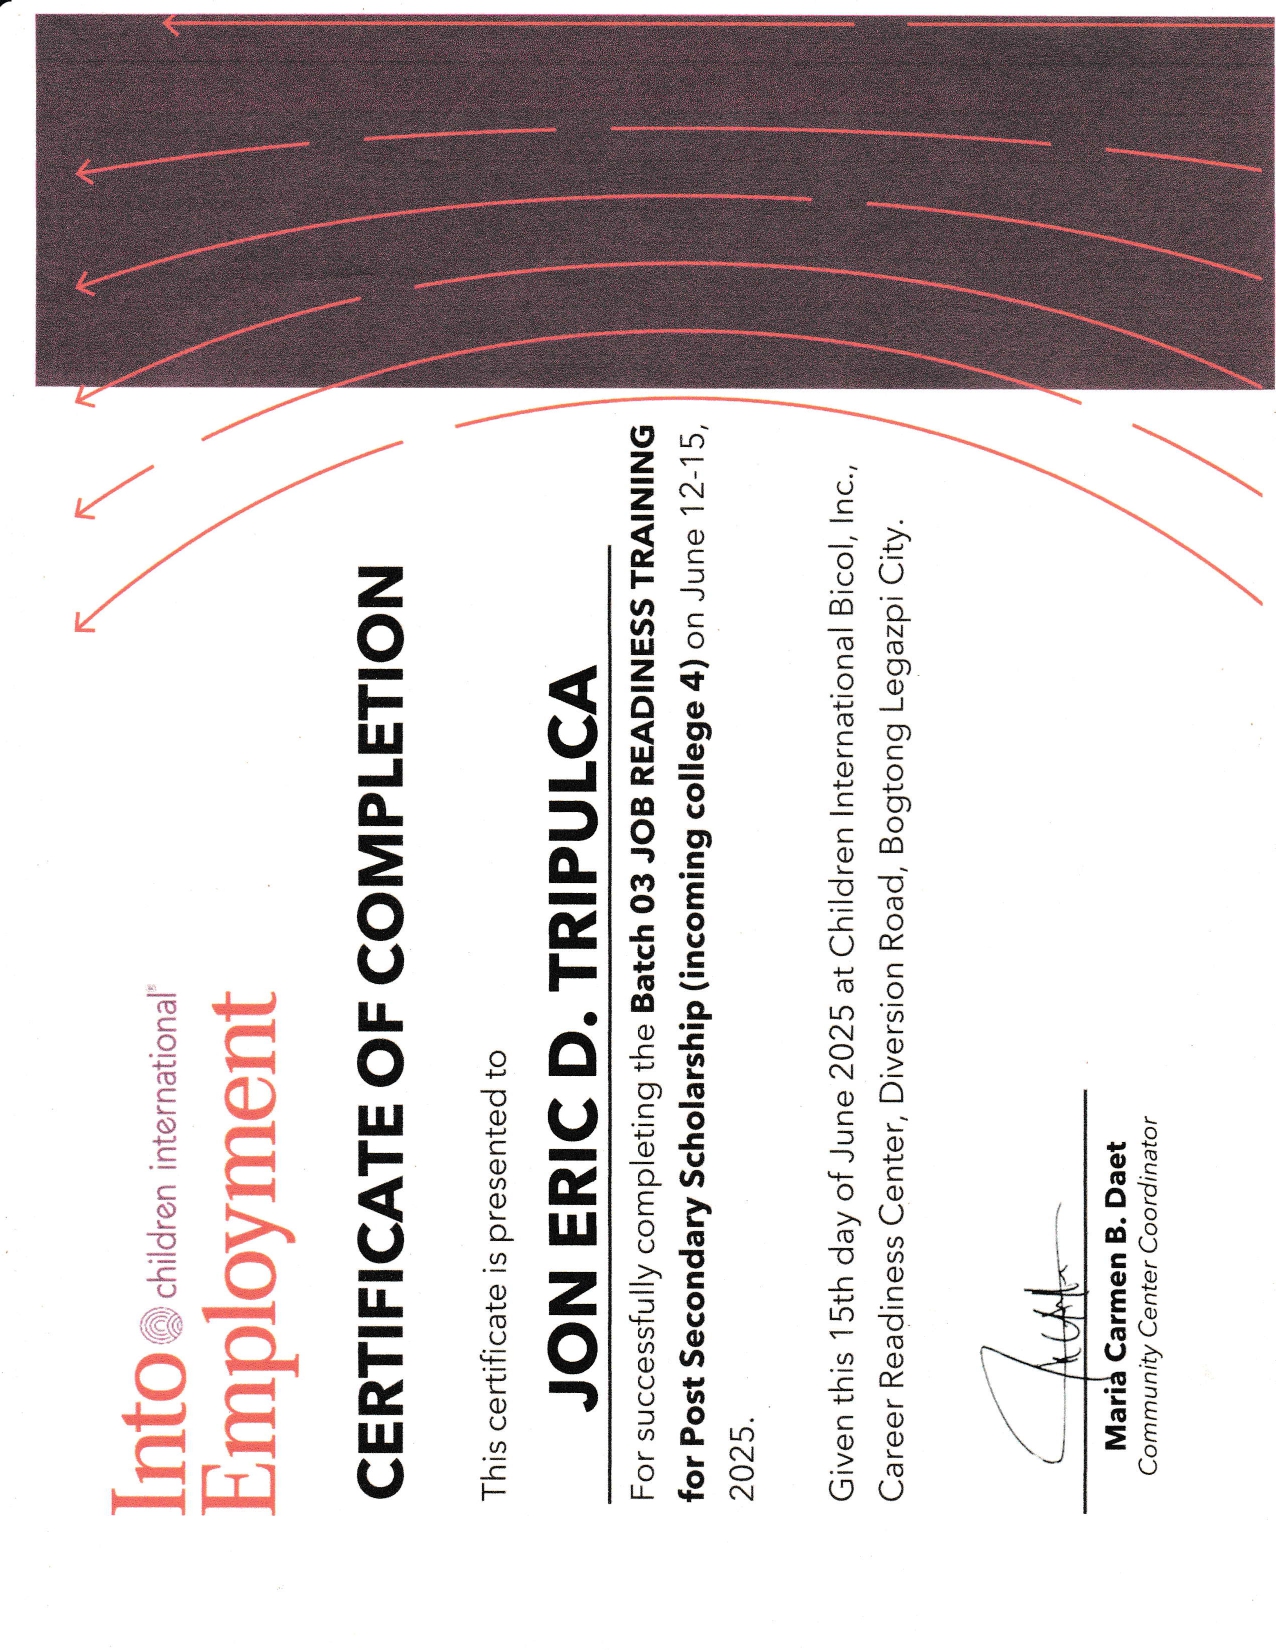 Into
children international®
Employment
CERTIFICATE OF COMPLETION
This certificate is presented to
JON ERIC D. TRIPULCA
For successfully completing the Batch 03 JOB READINESS TRAINING
for Post Secondary Scholarship (incoming college 4) on June 12-15,
2025.
Given this 15th day of June 2025 at Children International Bicol, Inc.,
Career Readiness Center, Diversion Road, Bogtong Legazpi City.
Maria Carmen B. Daet
Community Center Coordinator